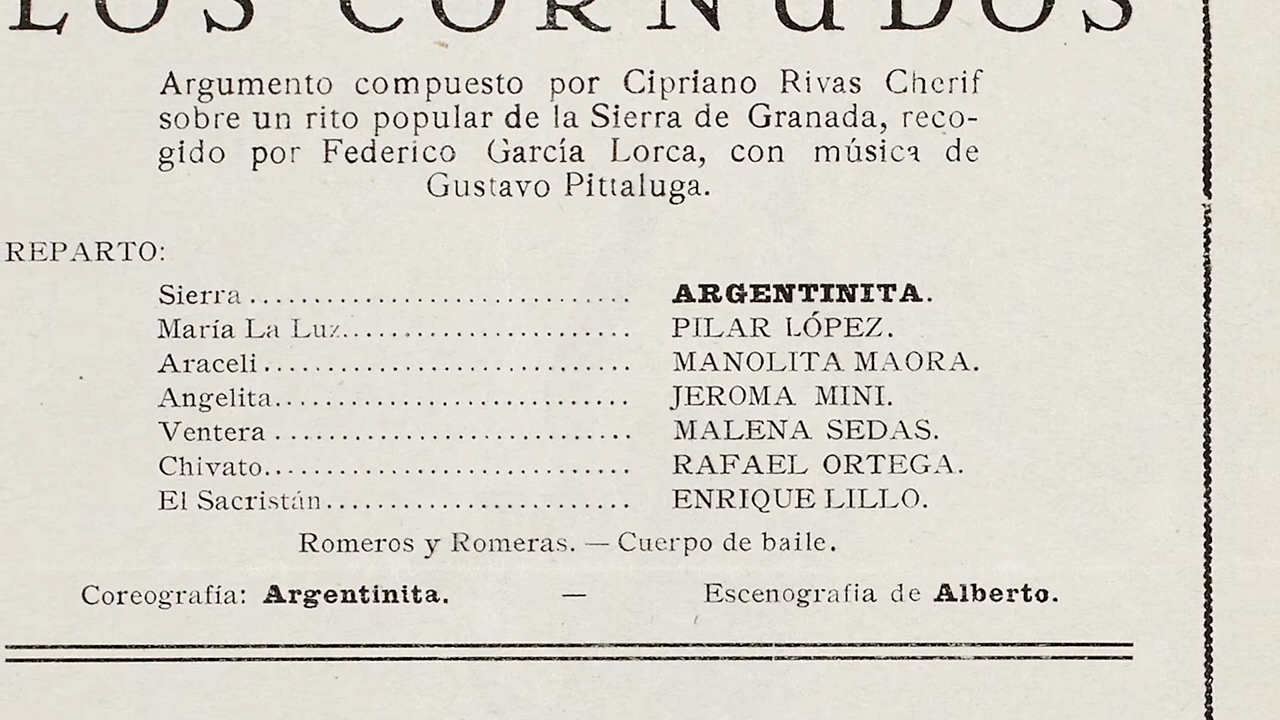 LOS CORNUDOS
Argumento compuesto por Cipriano Rivas Cherif
sobre un rito popular de la Sierra de Granada, reco-
gido por Federico García Lorca, con música de
Gustavo Pittaluga.
REPARTO:
Sierra .............................. ARGENTINITA.
María La Luz....................... PILAR LÓPEZ.
Araceli ............................. MANOLITA MAORA.
Angelita............................ JEROMA MINI.
Ventera ............................ MALENA SEDAS.
Chivato............................. RAFAEL ORTEGA.
El Sacristán........................ ENRIQUE LILLO.
Romeros y Romeras. — Cuerpo de baile.
Coreografía: Argentinita. — Escenografia de Alberto.